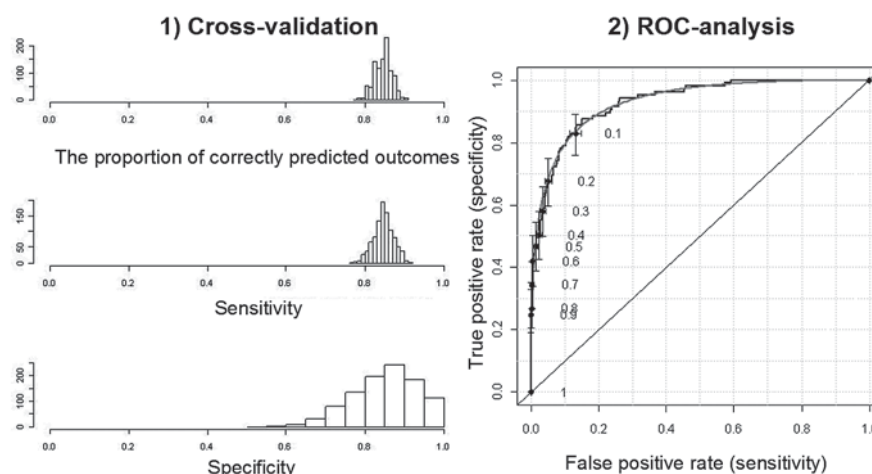 1) Cross-validation
0 100 200
0.0 0.2 0.4 0.6 0.8 1.0
The proportion of correctly predicted outcomes
0 50 150
0.0 0.2 0.4 0.6 0.8 1.0
Sensitivity
0 100 200
0.0 0.2 0.4 0.6 0.8 1.0
Specificity
2) ROC-analysis
True positive rate (specificity)
0.0 0.2 0.4 0.6 0.8 1.0
0.1
0.2
0.3
0.4
0.5
0.6
0.7
0.8
0.9
1
0.0 0.2 0.4 0.6 0.8 1.0
False positive rate (sensitivity)